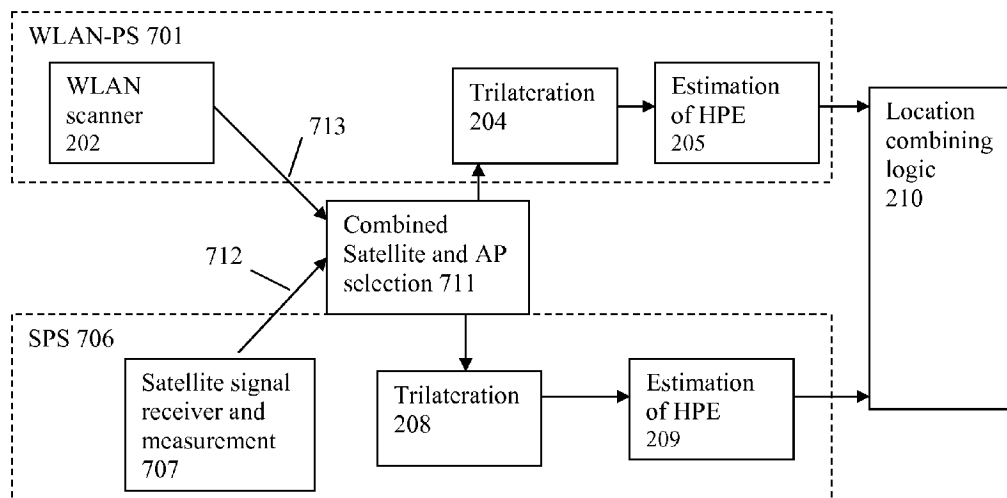 WLAN-PS 701
WLAN
scanner
202
713
Trilateration
204
Estimation
of HPE
205
Location
combining
logic
210
Combined
Satellite and AP
selection 711
712
SPS 706
Satellite signal
receiver and
measurement
707
Trilateration
208
Estimation
of HPE
209